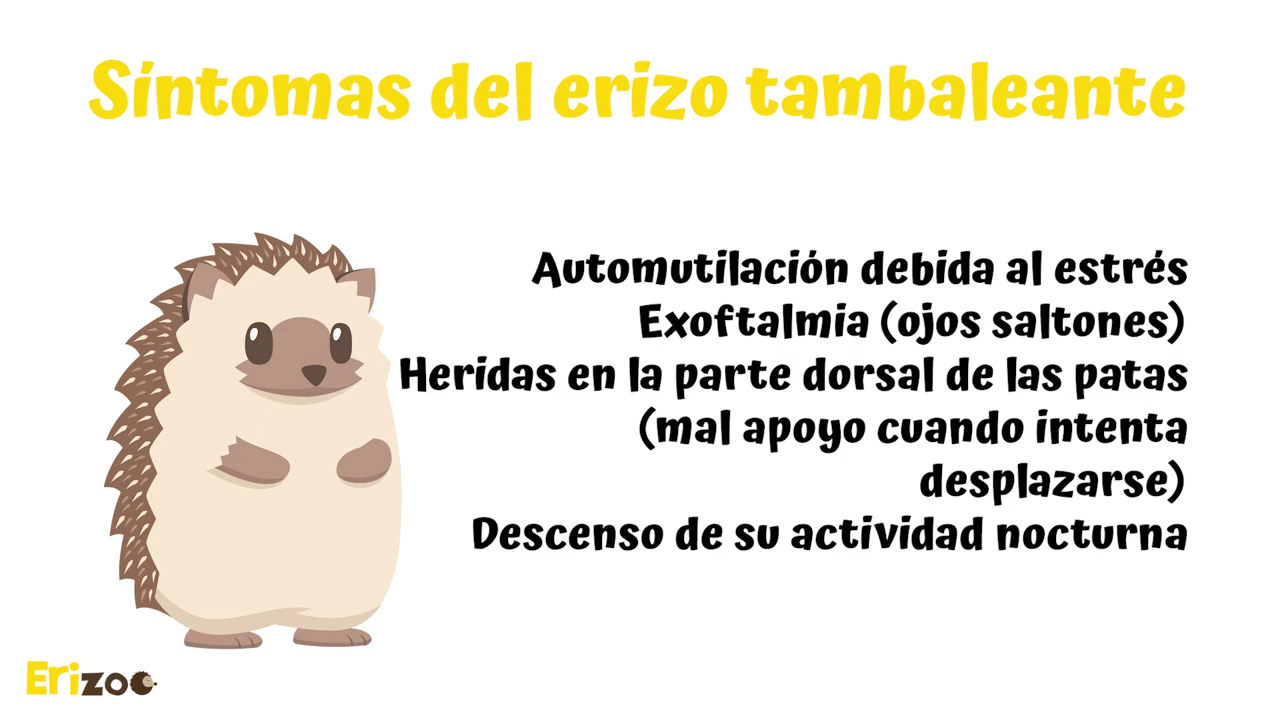 Síntomas del erizo tambaleante
Automutilación debida al estrés
Exoftalmia (ojos saltones)
Heridas en la parte dorsal de las patas
(mal apoyo cuando intenta
desplazarse)
Descenso de su actividad nocturna
Erizoo